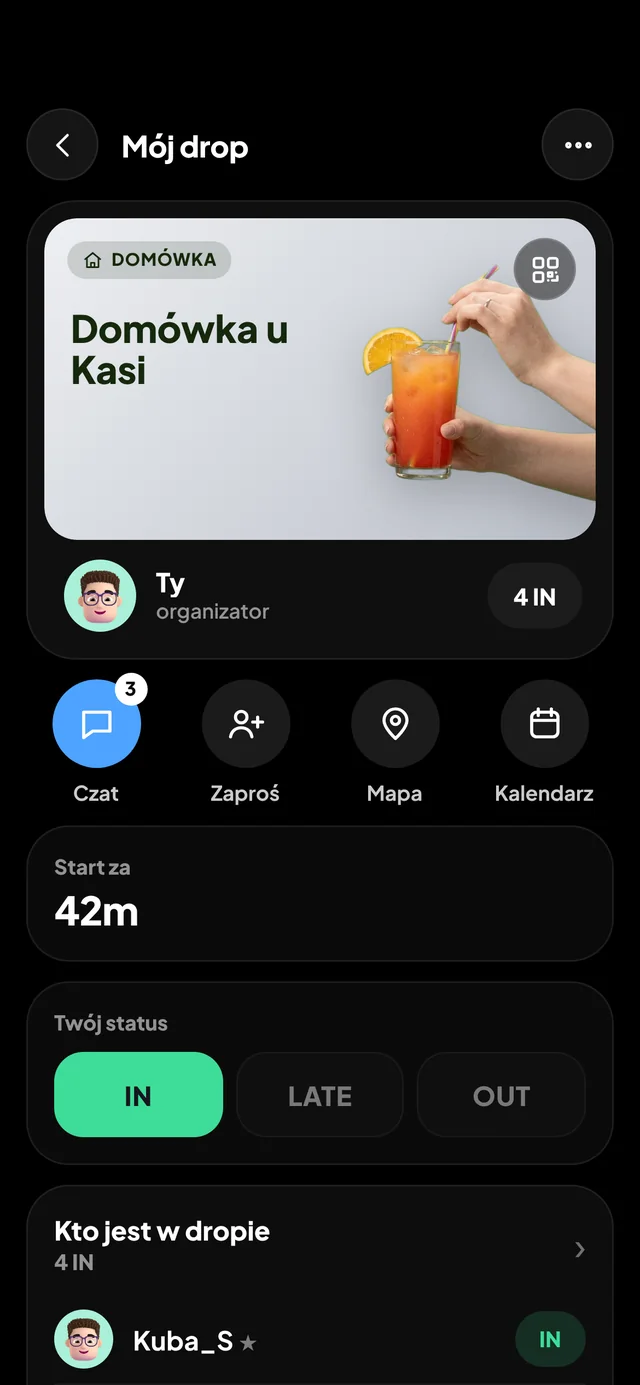 Mój drop
DOMÓWKA
Domówka u
Kasi
Ty
organizator
4 IN
3
Czat
Zaproś
Mapa
Kalendarz
Start za
42m
Twój status
IN
LATE
OUT
Kto jest w dropie
4 IN
Kuba_S ★
IN